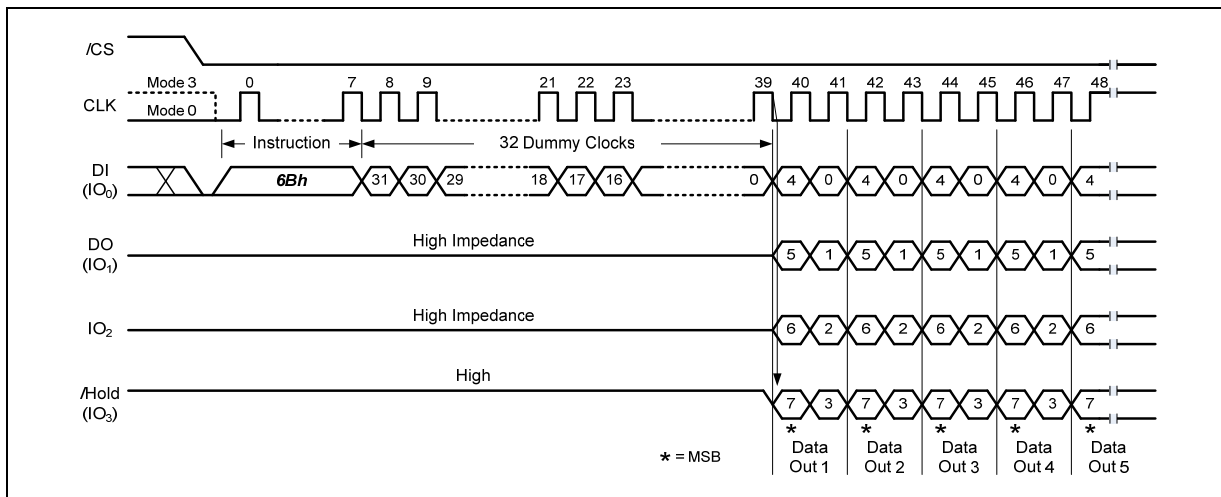 /CS
Mode 3 0 7 8 9 21 22 23 39 40 41 42 43 44 45 46 47 48
CLK
Mode 0
Instruction 32 Dummy Clocks
DI
(IO₀)
6Bh 31 30 29 18 17 16 0 4 0 4 0 4 0 4 0 4
High Impedance
DO
(IO₁)
5 1 5 1 5 1 5 1 5
High Impedance
IO₂
6 2 6 2 6 2 6 2 6
High
/Hold
(IO₃)
7 3 7 3 7 3 7 3 7
* * * * *
* = MSB
Data Out 1
Data Out 2
Data Out 3
Data Out 4
Data Out 5